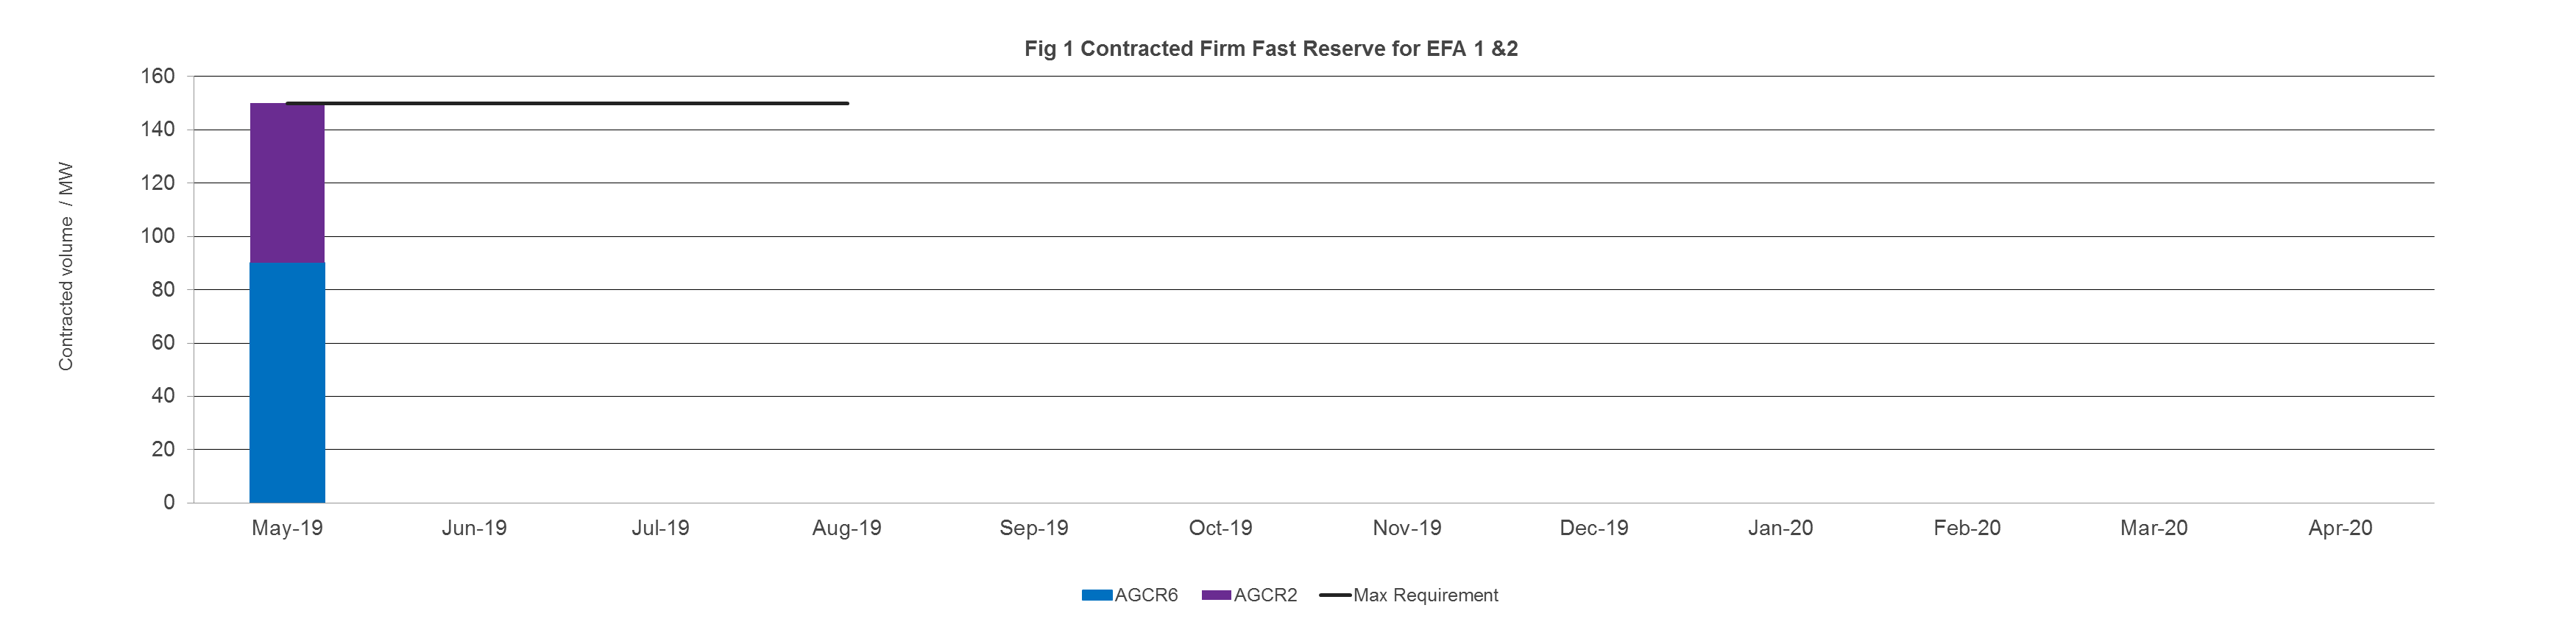 Fig 1 Contracted Firm Fast Reserve for EFA 1 &2
Contracted volume / MW
160
140
120
100
80
60
40
20
0
May-19 Jun-19 Jul-19 Aug-19 Sep-19 Oct-19 Nov-19 Dec-19 Jan-20 Feb-20 Mar-20 Apr-20
AGCR6 AGCR2 Max Requirement